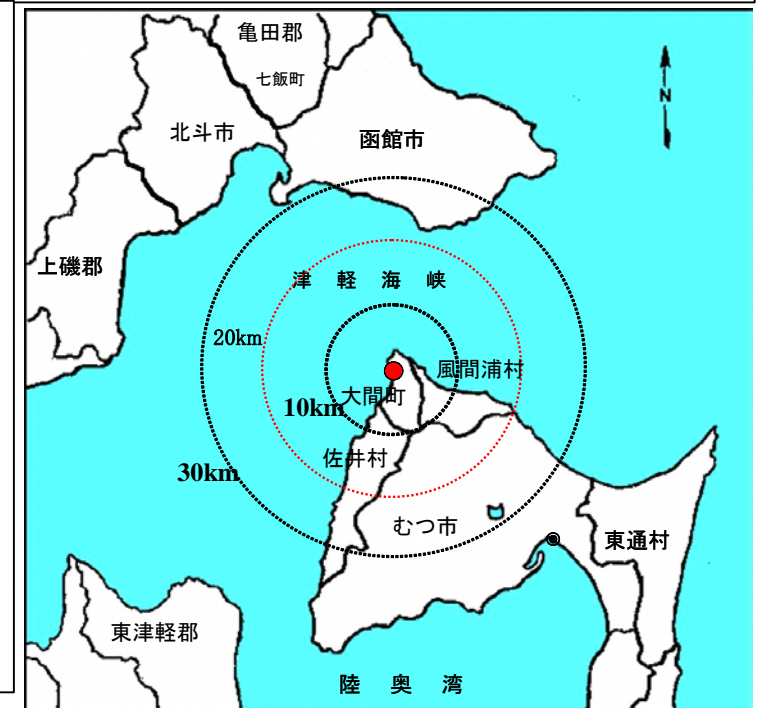 亀田郡
七飯町
N
北斗市
函館市
上磯郡
津軽海峡
20km
風間浦村
大間町
10km
佐井村
30km
むつ市
東通村
東津軽郡
陸奥湾